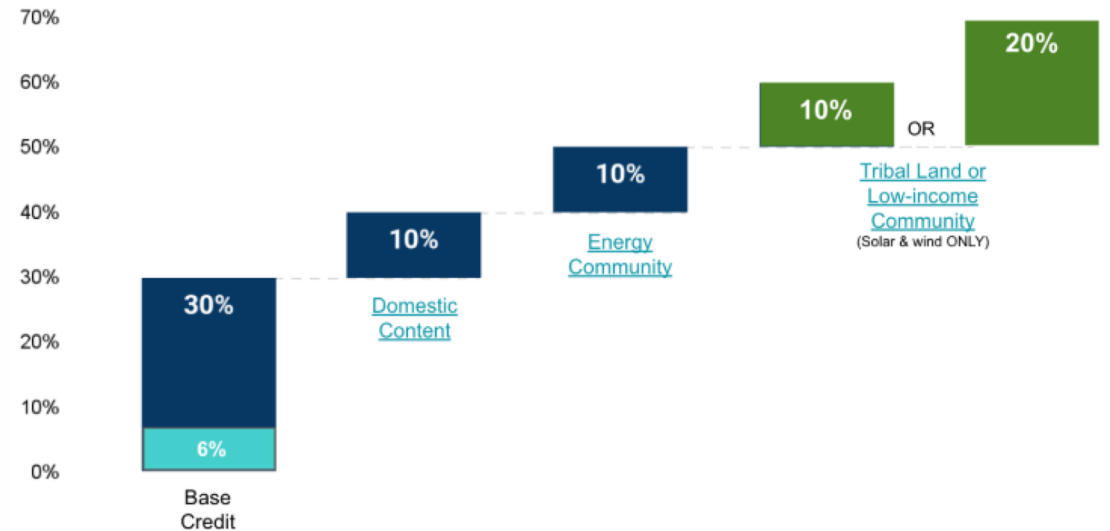 70%
60%
50%
40%
30%
20%
10%
0%
30%
6%
Base
Credit
10%
Domestic
Content
10%
Energy
Community
10%
OR
20%
Tribal Land or
Low-income
Community
(Solar & wind ONLY)